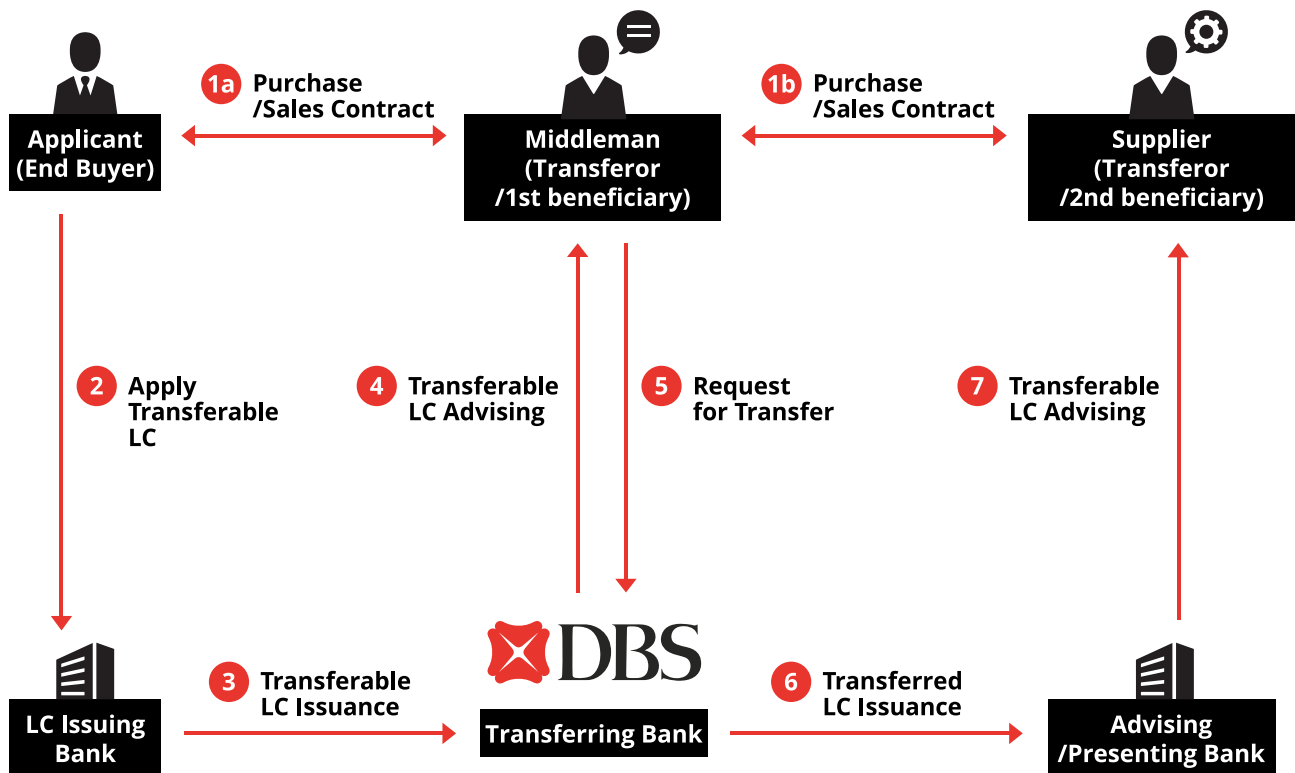 1a Purchase
/Sales Contract
1b Purchase
/Sales Contract
Applicant
(End Buyer)
Middleman
(Transferor
/1st beneficiary)
Supplier
(Transferor
/2nd beneficiary)
2 Apply
Transferable
LC
4 Transferable
LC Advising
5 Request
for Transfer
7 Transferable
LC Advising
DBS
3 Transferable
LC Issuance
6 Transferred
LC Issuance
LC Issuing
Bank
Transferring Bank
Advising
/Presenting Bank